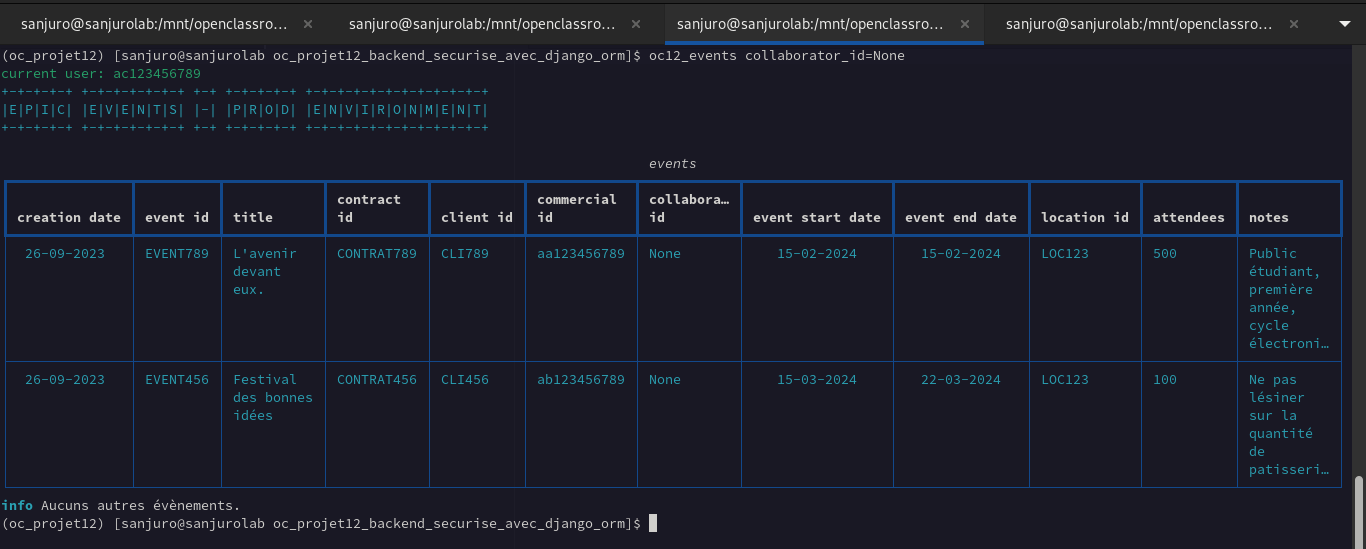 sanjuro@sanjurolab:/mnt/openclassro… × sanjuro@sanjurolab:/mnt/openclassro… × sanjuro@sanjurolab:/mnt/openclassro… × sanjuro@sanjurolab:/mnt/openclassro… ×
(oc_projet12) [sanjuro@sanjurolab oc_projet12_backend_securise_avec_django_orm]$ oc12_events collaborator_id=None
current user: ac123456789
+-+-+-+-+ +-+-+-+-+-+-+ +-+ +-+-+-+-+ +-+-+-+-+-+-+-+-+-+-+-+
|E|P|I|C| |E|V|E|N|T|S| |-| |P|R|O|D| |E|N|V|I|R|O|N|M|E|N|T|
+-+-+-+-+ +-+-+-+-+-+-+ +-+ +-+-+-+-+ +-+-+-+-+-+-+-+-+-+-+-+
events
contract commercial collabora…
creation date event id title id client id id id event start date event end date location id attendees notes
26-09-2023 EVENT789 L'avenir CONTRAT789 CLI789 aa123456789 None 15-02-2024 15-02-2024 LOC123 500 Public
devant étudiant,
eux. première
année,
cycle
électroni…
26-09-2023 EVENT456 Festival CONTRAT456 CLI456 ab123456789 None 15-03-2024 22-03-2024 LOC123 100 Ne pas
des bonnes lésiner
idées sur la
quantité
de
patisseri…
info Aucuns autres évènements.
(oc_projet12) [sanjuro@sanjurolab oc_projet12_backend_securise_avec_django_orm]$